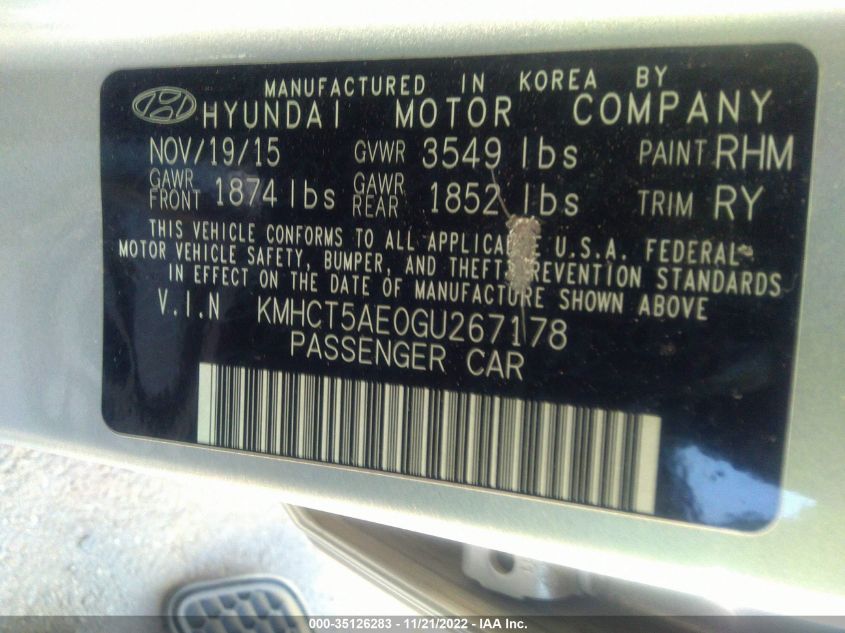 MANUFACTURED IN KOREA BY
HYUNDAI MOTOR COMPANY
NOV/19/15 GVWR 3549 lbs PAINT RHM
GAWR FRONT 1874 lbs GAWR REAR 1852 lbs TRIM RY
THIS VEHICLE CONFORMS TO ALL U.S.A. FEDERAL
MOTOR VEHICLE SAFETY, BUMPER, AND THEFT STANDARDS
IN EFFECT ON THE DATE OF MANUFACTURE SHOWN ABOVE
V.I.N KMHCT5AE0GU267178
PASSENGER CAR
000-35126283 - 11/21/2022 - IAA Inc.